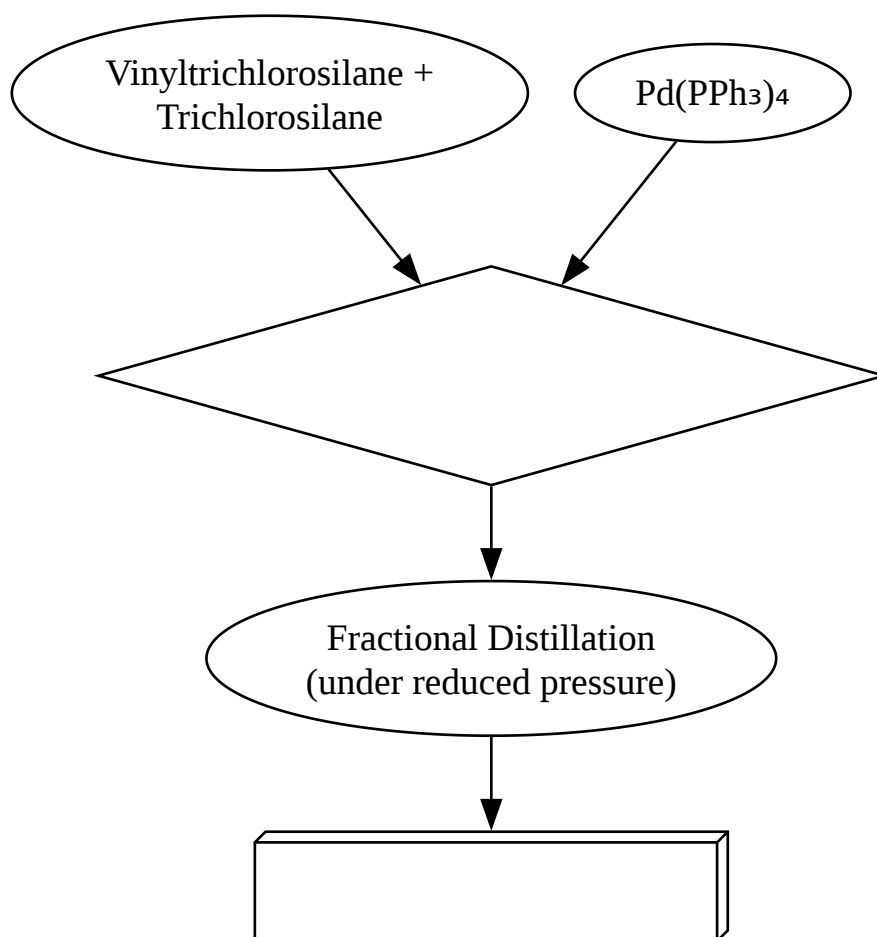 Vinyltrichlorosilane +
Trichlorosilane
Pd(PPh₃)₄
Fractional Distillation
(under reduced pressure)